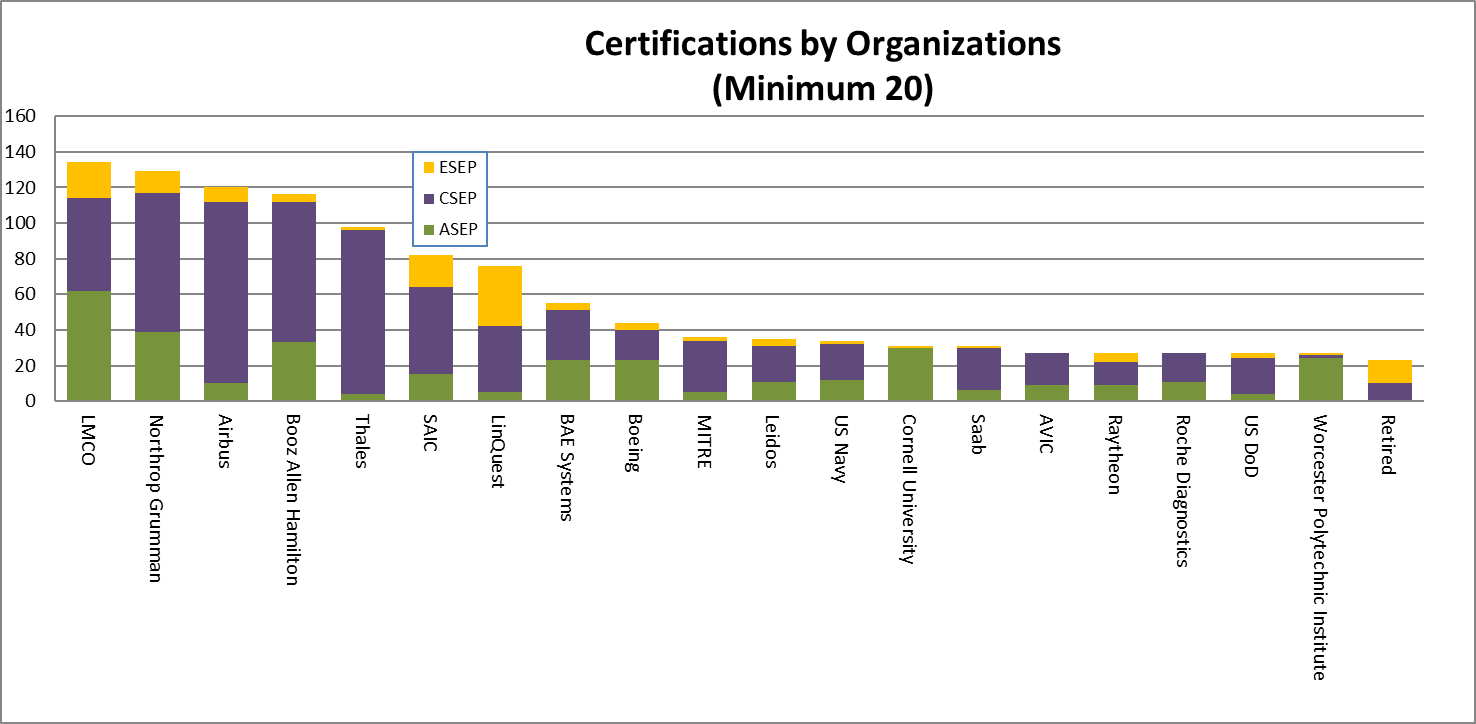 Certifications by Organizations
(Minimum 20)
160
140
120
100
80
60
40
20
0
ESEP
CSEP
ASEP
LMCO
Northrop Grumman
Airbus
Booz Allen Hamilton
Thales
SAIC
LinQuest
BAE Systems
Boeing
MITRE
Leidos
US Navy
Cornell University
Saab
AVIC
Raytheon
Roche Diagnostics
US DoD
Worcester Polytechnic Institute
Retired